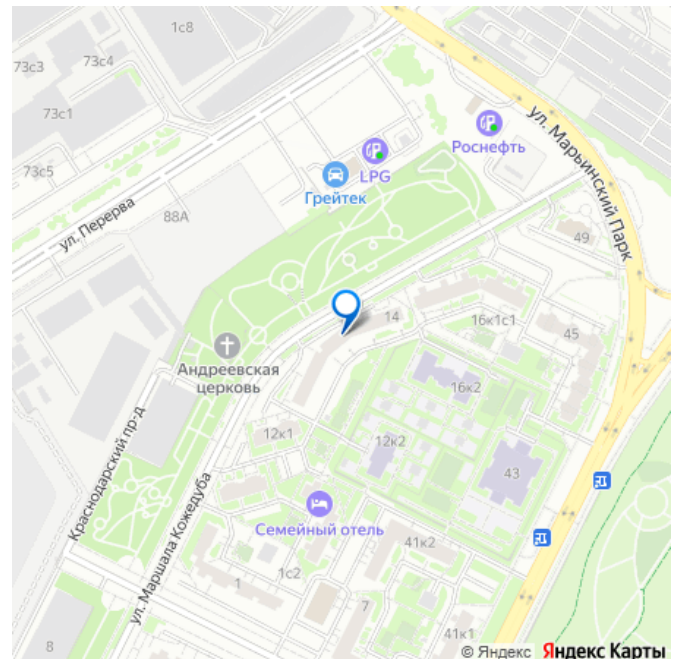 1с8
73с3
73с4
73с1
73с5
ул. Перерва
88А
LPG
Грейтек
Роснефть
ул. Марьинский Парк
49
14
16к1с1
45
Андреевская
церковь
16к2
Краснодарский пр-д
12к1
12к2
43
ул. Маршала Кожедуба
Семейный отель
41к2
1с2
1
7
8
41к1
© Яндекс Яндекс Карты